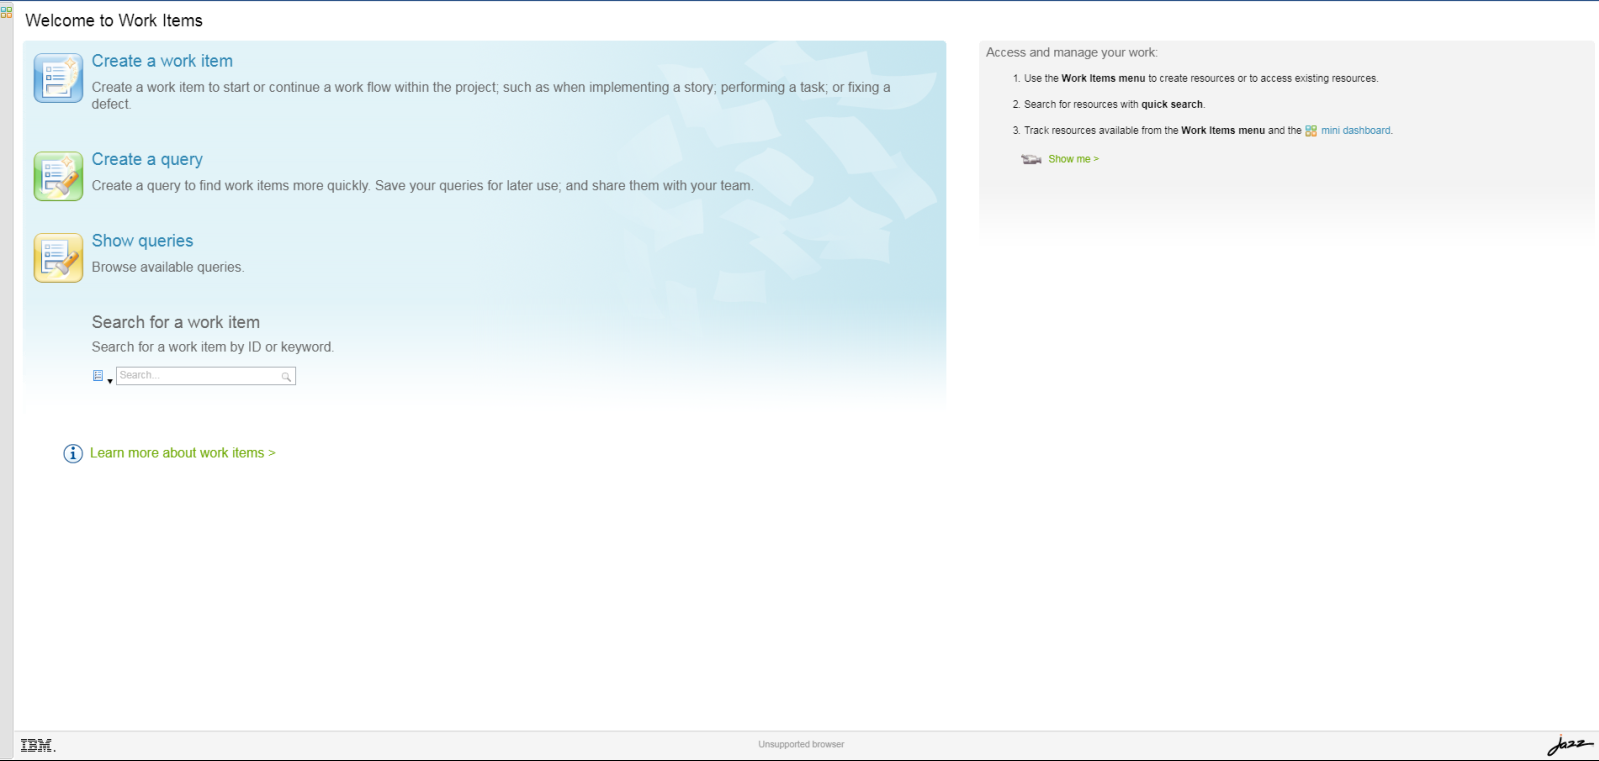 Welcome to Work Items
Create a work item
Create a work item to start or continue a work flow within the project; such as when implementing a story; performing a task; or fixing a
defect.
Create a query
Create a query to find work items more quickly. Save your queries for later use; and share them with your team.
Show queries
Browse available queries.
Search for a work item
Search for a work item by ID or keyword.
Search...
Learn more about work items >
Access and manage your work:
1. Use the Work Items menu to create resources or to access existing resources.
2. Search for resources with quick search.
3. Track resources available from the Work Items menu and the mini dashboard.
Show me >
IBM.
Unsupported browser
jazz